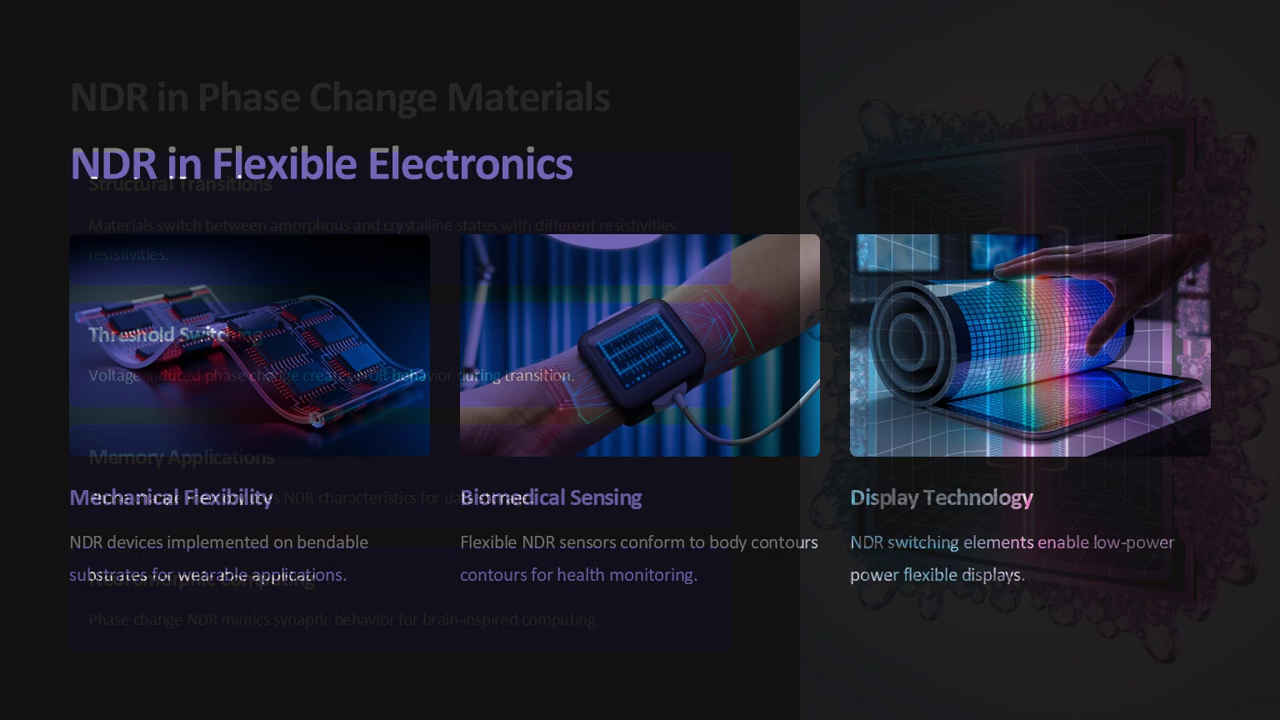 NDR in Phase Change Materials
NDR in Flexible Electronics
Structural Transitions
Materials switch between amorphous and crystalline states with different resistivities.
resistivities.
Threshold Switching
Voltage-induced phase change creates NDR behavior during transition.
Memory Applications
NDR characteristics for
Mechanical Flexibility
Biomedical Sensing
Display Technology
NDR devices implemented on bendable
substrates for wearable applications.
Flexible NDR sensors conform to body contours
contours for health monitoring.
NDR switching elements enable low-power
power flexible displays.
Neuromorphic Computing
Phase change NDR mimics synaptic behavior for brain-inspired computing.